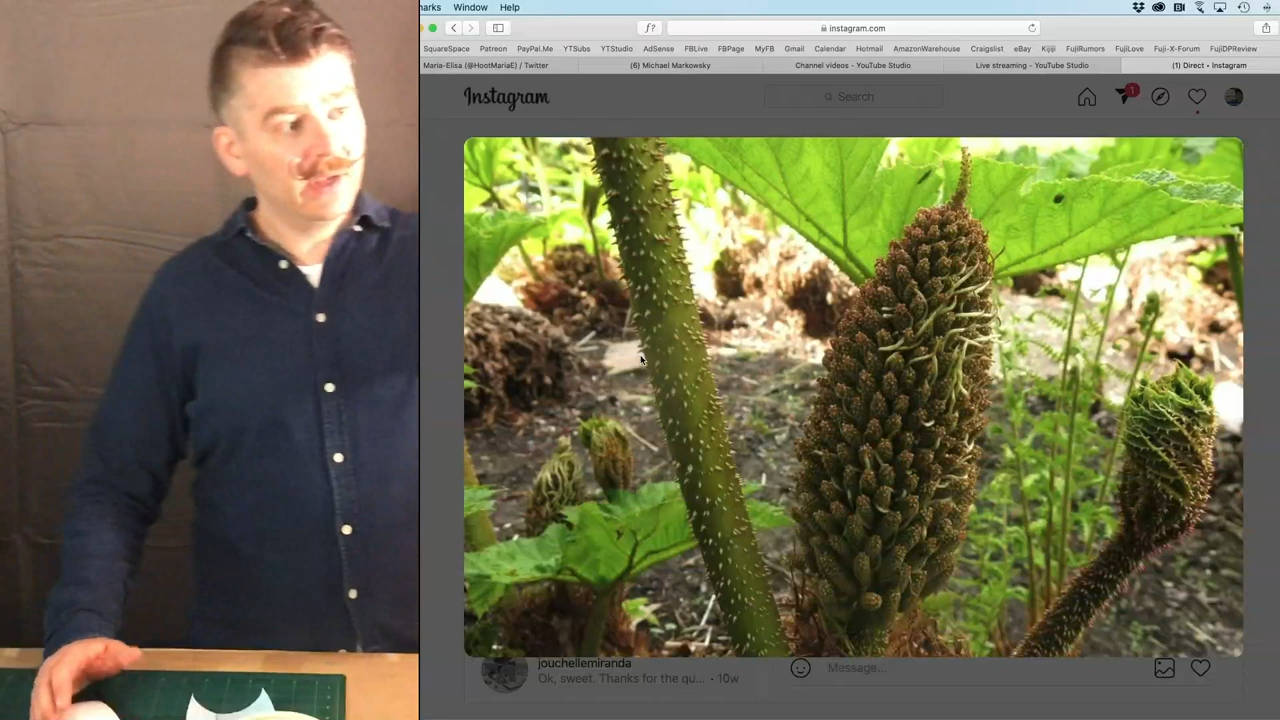 marks Window Help
instagram.com
SquareSpace Patreon PayPal.Me YTSubs YTStudio AdSense FBLive FBPage MyFB Gmail Calendar Hotmail AmazonWarehouse Craigslist eBay Kijiji FujiRumors FujiLove Fuji-X-Forum FujiDPReview
Maria-Elisa (@HootMariaE) / Twitter (6) Michael Markowsky Channel videos - YouTube Studio Live streaming - YouTube Studio (1) Direct • Instagram
Instagram Search 1
jouchellemiranda
Ok, sweet. Thanks for the qu... • 10w
Message...